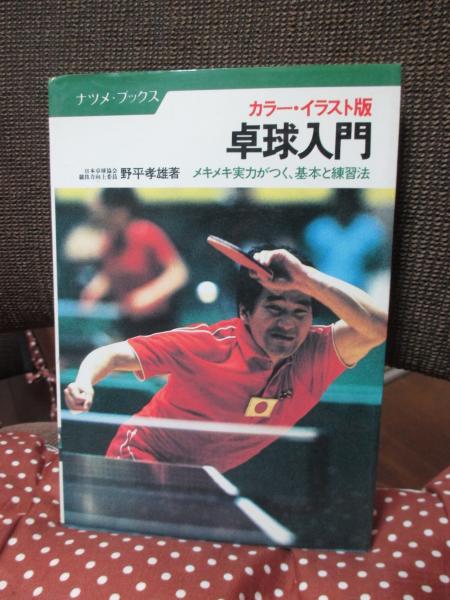 ナツメ・ブックス
カラー・イラスト版
卓球入門
日本卓球協会
競技力向上委員
野平孝雄著
メキメキ実力がつく、基本と練習法